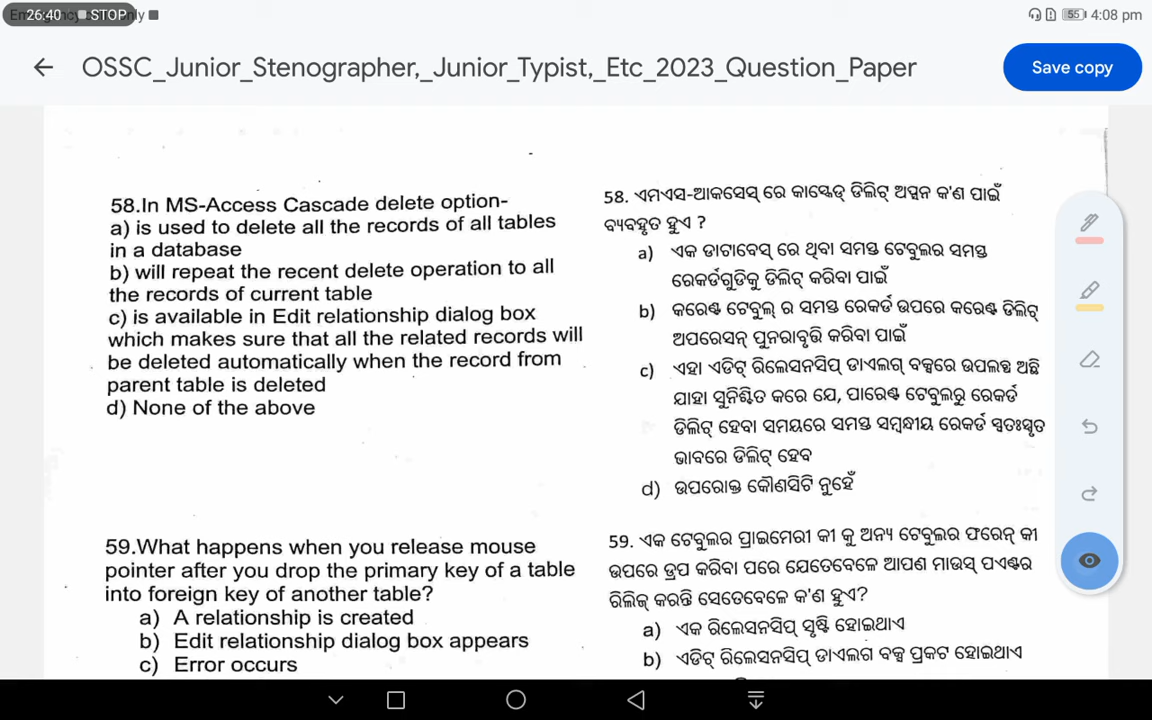 26:40 STOP
4:08 pm
55
OSSC_Junior_Stenographer,_Junior_Typist,_Etc_2023_Question_Paper
Save copy
58.In MS-Access Cascade delete option-
a) is used to delete all the records of all tables
in a database
b) will repeat the recent delete operation to all
the records of current table
c) is available in Edit relationship dialog box
which makes sure that all the related records will
be deleted automatically when the record from
parent table is deleted
d) None of the above
59.What happens when you release mouse
pointer after you drop the primary key of a table
into foreign key of another table?
a) A relationship is created
b) Edit relationship dialog box appears
c) Error occurs
58. ଏମଏସ-ଆକସେସ୍ ରେ କାସ୍କେଡ୍ ଡିଲିଟ୍ ଅପ୍ସନ କ'ଣ ପାଇଁ
ବ୍ୟବହୃତ ହୁଏ ?
a) ଏକ ଡାଟାବେସ୍ ରେ ଥିବା ସମସ୍ତ ଟେବୁଲର ସମସ୍ତ
ରେକର୍ଡଗୁଡିକୁ ଡିଲିଟ୍ କରିବା ପାଇଁ
b) କରେଣ୍ଟ ଟେବୁଲ୍ ର ସମସ୍ତ ରେକର୍ଡ ଉପରେ କରେଣ୍ଟ ଡିଲିଟ୍
ଅପରେସନ୍ ପୁନରାବୃତ୍ତି କରିବା ପାଇଁ
c) ଏହା ଏଡିଟ୍ ରିଲେସନସିପ୍ ଡାଏଲଗ୍ ବକ୍ସରେ ଉପଲବ୍ଧ ଅଛି
ଯାହା ସୁନିଶ୍ଚିତ କରେ ଯେ, ପାରେଣ୍ଟ ଟେବୁଲରୁ ରେକର୍ଡ
ଡିଲିଟ୍ ହେବା ସମୟରେ ସମସ୍ତ ସମ୍ବନ୍ଧୀୟ ରେକର୍ଡ ସ୍ୱତଃସ୍ପୃତ
ଭାବରେ ଡିଲିଟ୍ ହେବ
d) ଉପରୋକ୍ତ କୌଣସିଟି ନୁହେଁ
59. ଏକ ଟେବୁଲର ପ୍ରାଇମେରୀ କୀ କୁ ଅନ୍ୟ ଟେବୁଲର ଫରେନ୍ କୀ
ଉପରେ ଡ୍ରପ କରିବା ପରେ ଯେତେବେଳେ ଆପଣ ମାଉସ୍ ପଏଣ୍ଟର
ରିଲିଜ୍ କରନ୍ତି ସେତେବେଳେ କ'ଣ ହୁଏ?
a) ଏକ ରିଲେସନସିପ୍ ସୃଷ୍ଟି ହୋଇଥାଏ
b) ଏଡିଟ୍ ରିଲେସନସିପ୍ ଡାଏଲଗ ବକ୍ସ ପ୍ରକଟ ହୋଇଥାଏ